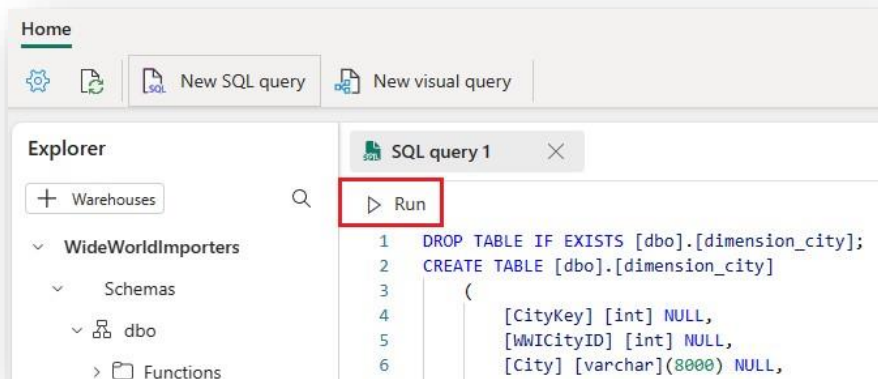 Home
New SQL query New visual query
Explorer
SQL query 1
+ Warehouses
Run
WideWorldImporters
Schemas
dbo
Functions
1 DROP TABLE IF EXISTS [dbo].[dimension_city];
2 CREATE TABLE [dbo].[dimension_city]
3 (
4 [CityKey] [int] NULL,
5 [WWICityID] [int] NULL,
6 [City] [varchar](8000) NULL,